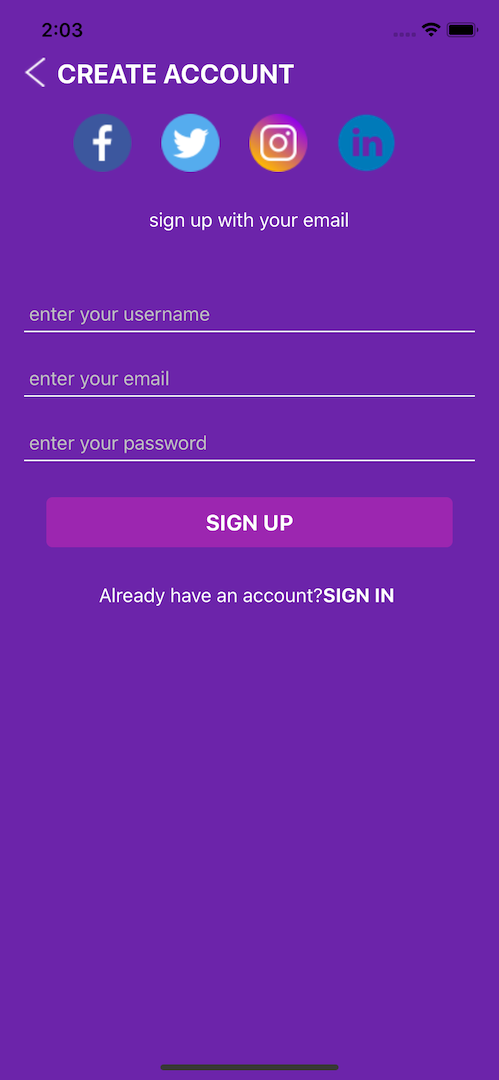 2:03
CREATE ACCOUNT
f in
sign up with your email
enter your username
enter your email
enter your password
SIGN UP
Already have an account?SIGN IN